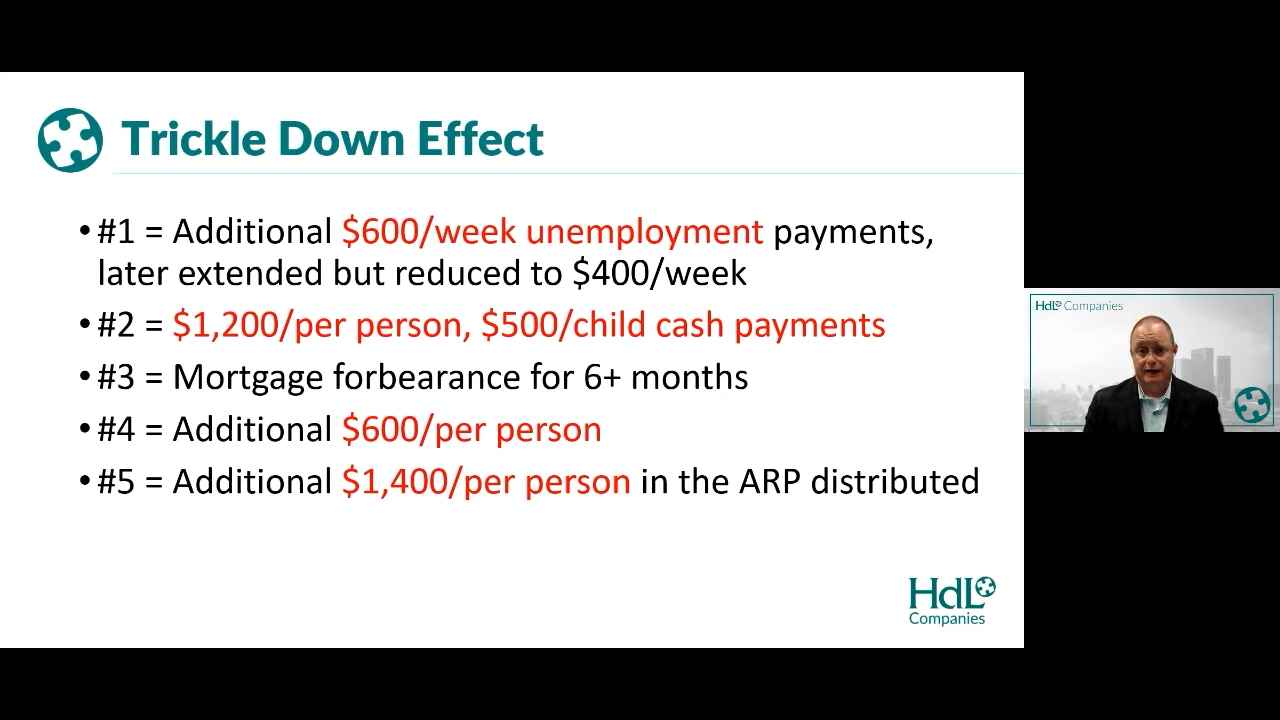 Trickle Down Effect
•#1 = Additional $600/week unemployment payments,
later extended but reduced to $400/week
•#2 = $1,200/per person, $500/child cash payments
•#3 = Mortgage forbearance for 6+ months
•#4 = Additional $600/per person
•#5 = Additional $1,400/per person in the ARP distributed
HdL
Companies
HdL Companies